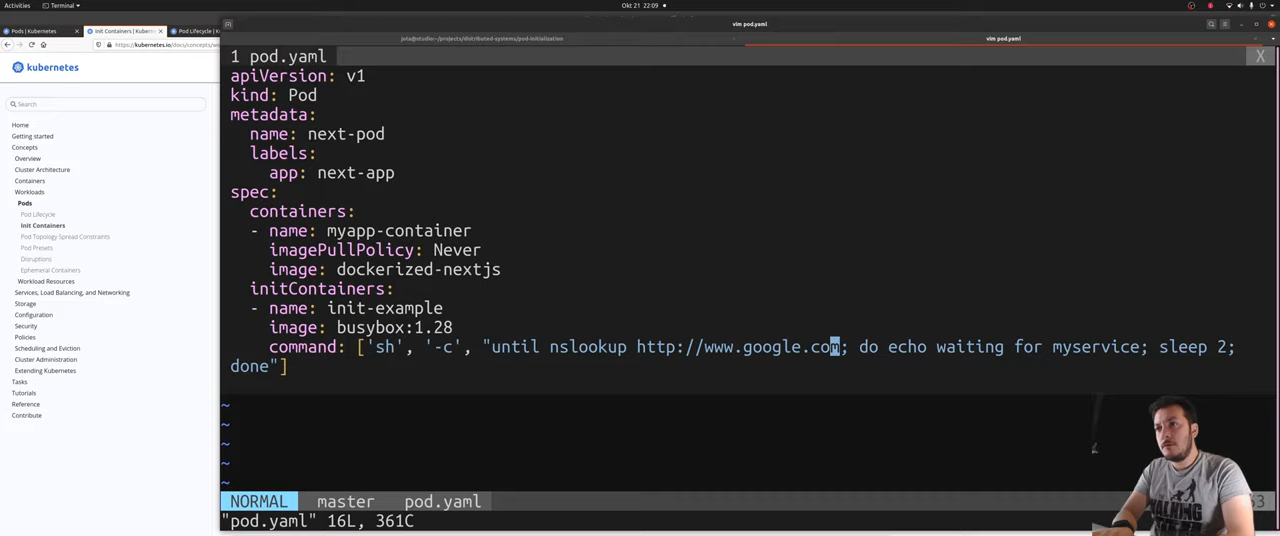 Activities
Terminal
Okt 21 22:09
vim pod.yaml
Pods | Kubernetes
Init Containers | Kuberne
Pod Lifecycle | K
jota@studier:~/projects/distributed-systems/pod-initialization
vim pod.yaml
https://kubernetes.io/docs/concepts/wo
kubernetes
Search
Home
Getting started
Concepts
Overview
Cluster Architecture
Containers
Workloads
Pods
Pod Lifecycle
Init Containers
Pod Topology Spread Constraints
Pod Presets
Disruptions
Ephemeral Containers
Workload Resources
Services, Load Balancing, and Networking
Storage
Configuration
Security
Policies
Scheduling and Eviction
Cluster Administration
Extending Kubernetes
Tasks
Tutorials
Reference
Contribute
1 pod.yaml
X
apiVersion: v1
kind: Pod
metadata:
name: next-pod
labels:
app: next-app
spec:
containers:
- name: myapp-container
imagePullPolicy: Never
image: dockerized-nextjs
initContainers:
- name: init-example
image: busybox:1.28
command: ['sh', '-c', "until nslookup http://www.google.com; do echo waiting for myservice; sleep 2;
done"]
~
~
~
~
~
NORMAL master pod.yaml
"pod.yaml" 16L, 361C